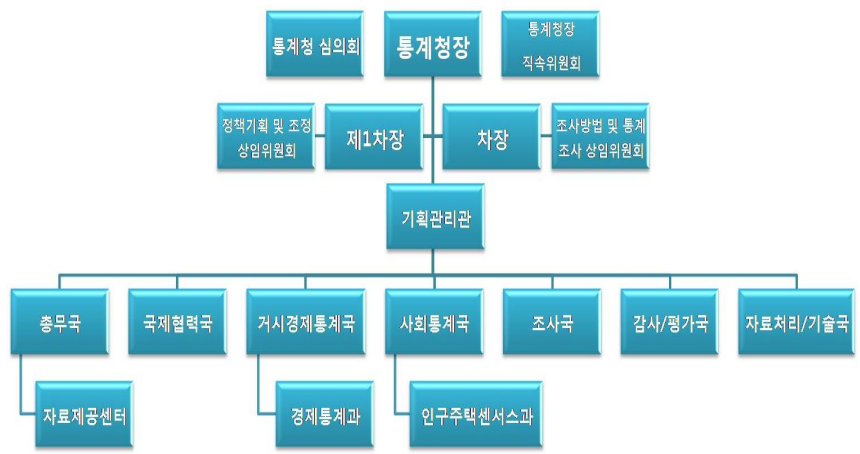 통계청 심의회
통계청장
통계청장
직속위원회
정책기획 및 조정
상임위원회
제1차장
차장
조사방법 및 통계
조사 상임위원회
기획관리관
총무국
국제협력국
거시경제통계국
사회통계국
조사국
감사/평가국
자료처리/기술국
자료제공센터
경제통계과
인구주택센서스과